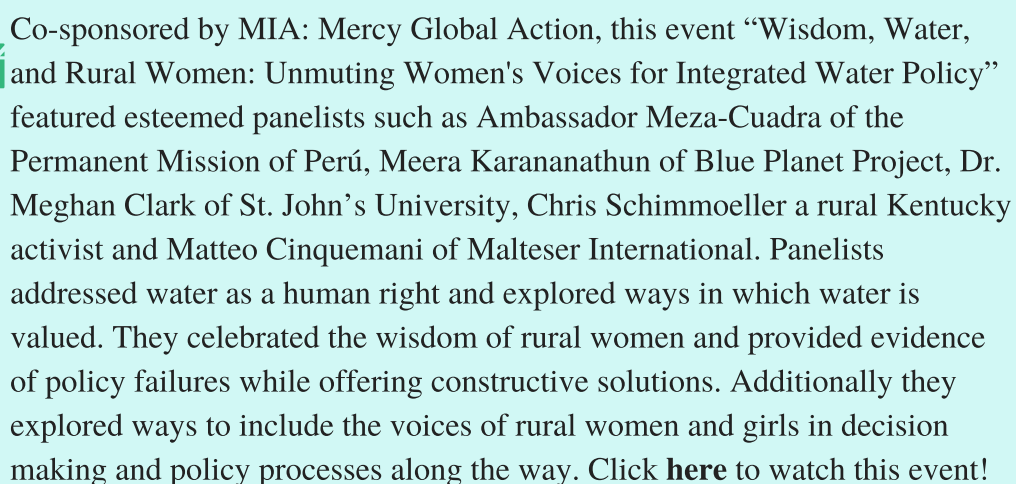 Co-sponsored by MIA: Mercy Global Action, this event “Wisdom, Water,
and Rural Women: Unmuting Women's Voices for Integrated Water Policy”
featured esteemed panelists such as Ambassador Meza-Cuadra of the
Permanent Mission of Perú, Meera Karananathun of Blue Planet Project, Dr.
Meghan Clark of St. John’s University, Chris Schimmoeller a rural Kentucky
activist and Matteo Cinquemani of Malteser International. Panelists
addressed water as a human right and explored ways in which water is
valued. They celebrated the wisdom of rural women and provided evidence
of policy failures while offering constructive solutions. Additionally they
explored ways to include the voices of rural women and girls in decision
making and policy processes along the way. Click here to watch this event!